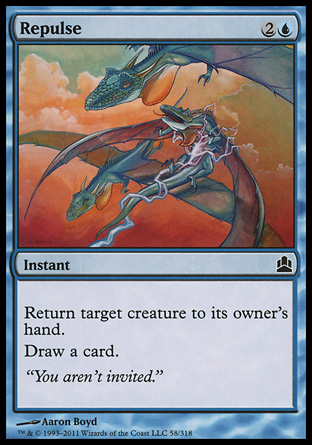 Repulse 2
Instant
Return target creature to its owner's
hand.
Draw a card.
"You aren't invited."
Aaron Boyd
™ & © 1993–2011 Wizards of the Coast LLC 58/318